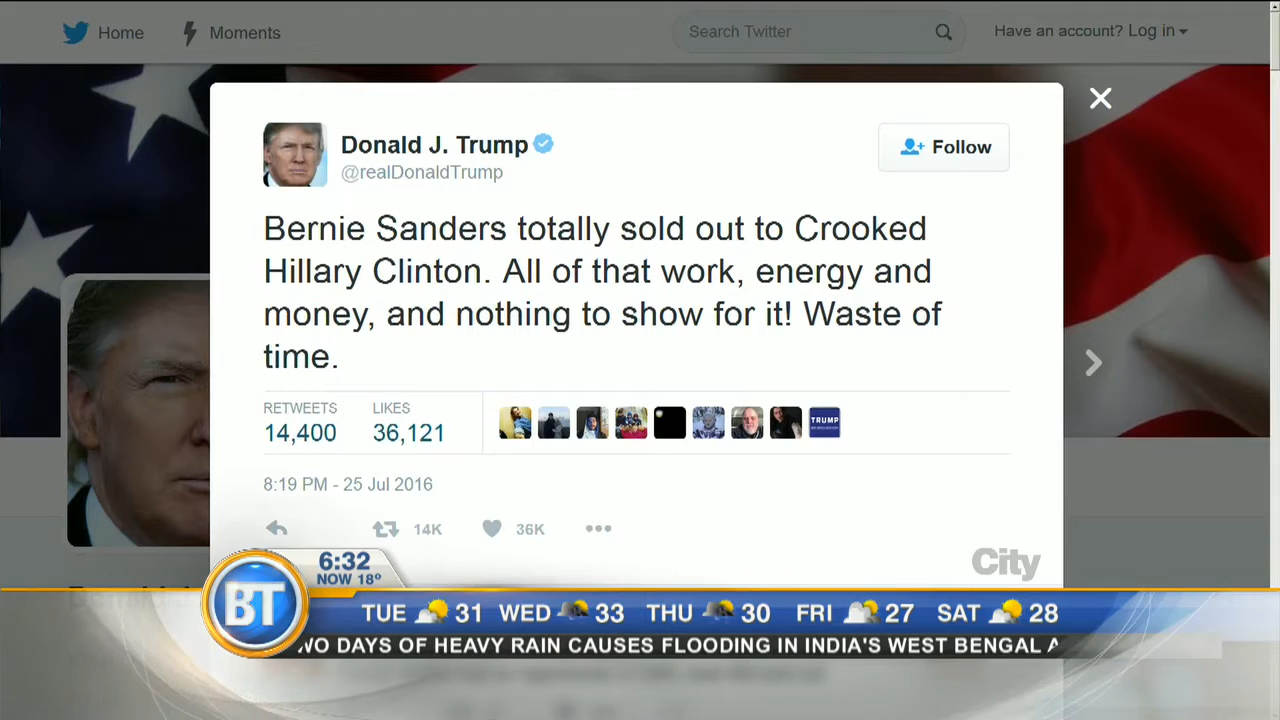 Home
Moments
Search Twitter
Have an account? Log in
Donald J. Trump
@realDonaldTrump
Follow
Bernie Sanders totally sold out to Crooked
Hillary Clinton. All of that work, energy and
money, and nothing to show for it! Waste of
time.
RETWEETS LIKES
14,400 36,121
TRUMP
8:19 PM - 25 Jul 2016
14K 36K
City
6:32
NOW 18º
BT
TUE 31 WED 33 THU 30 FRI 27 SAT 28
WO DAYS OF HEAVY RAIN CAUSES FLOODING IN INDIA'S WEST BENGAL